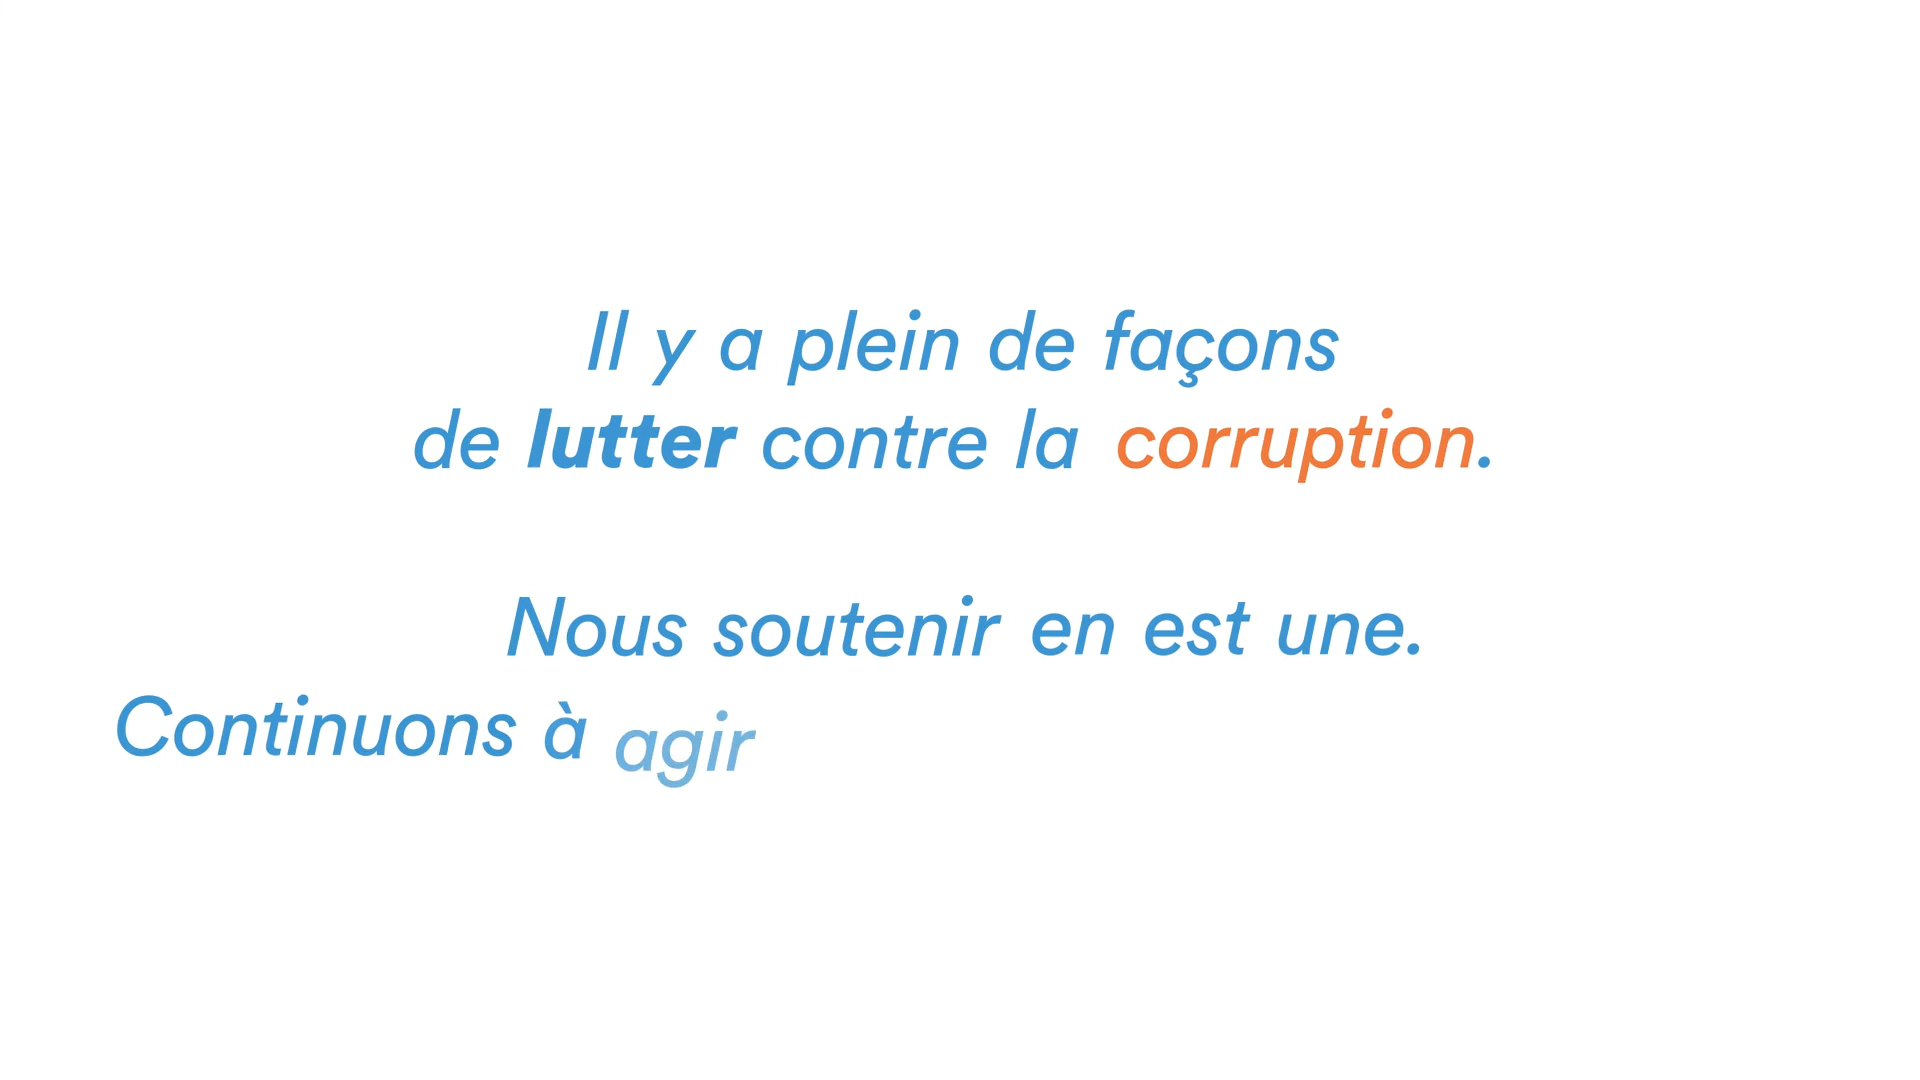 Il y a plein de façons
de lutter contre la corruption.
Nous soutenir en est une.
Continuons à agir